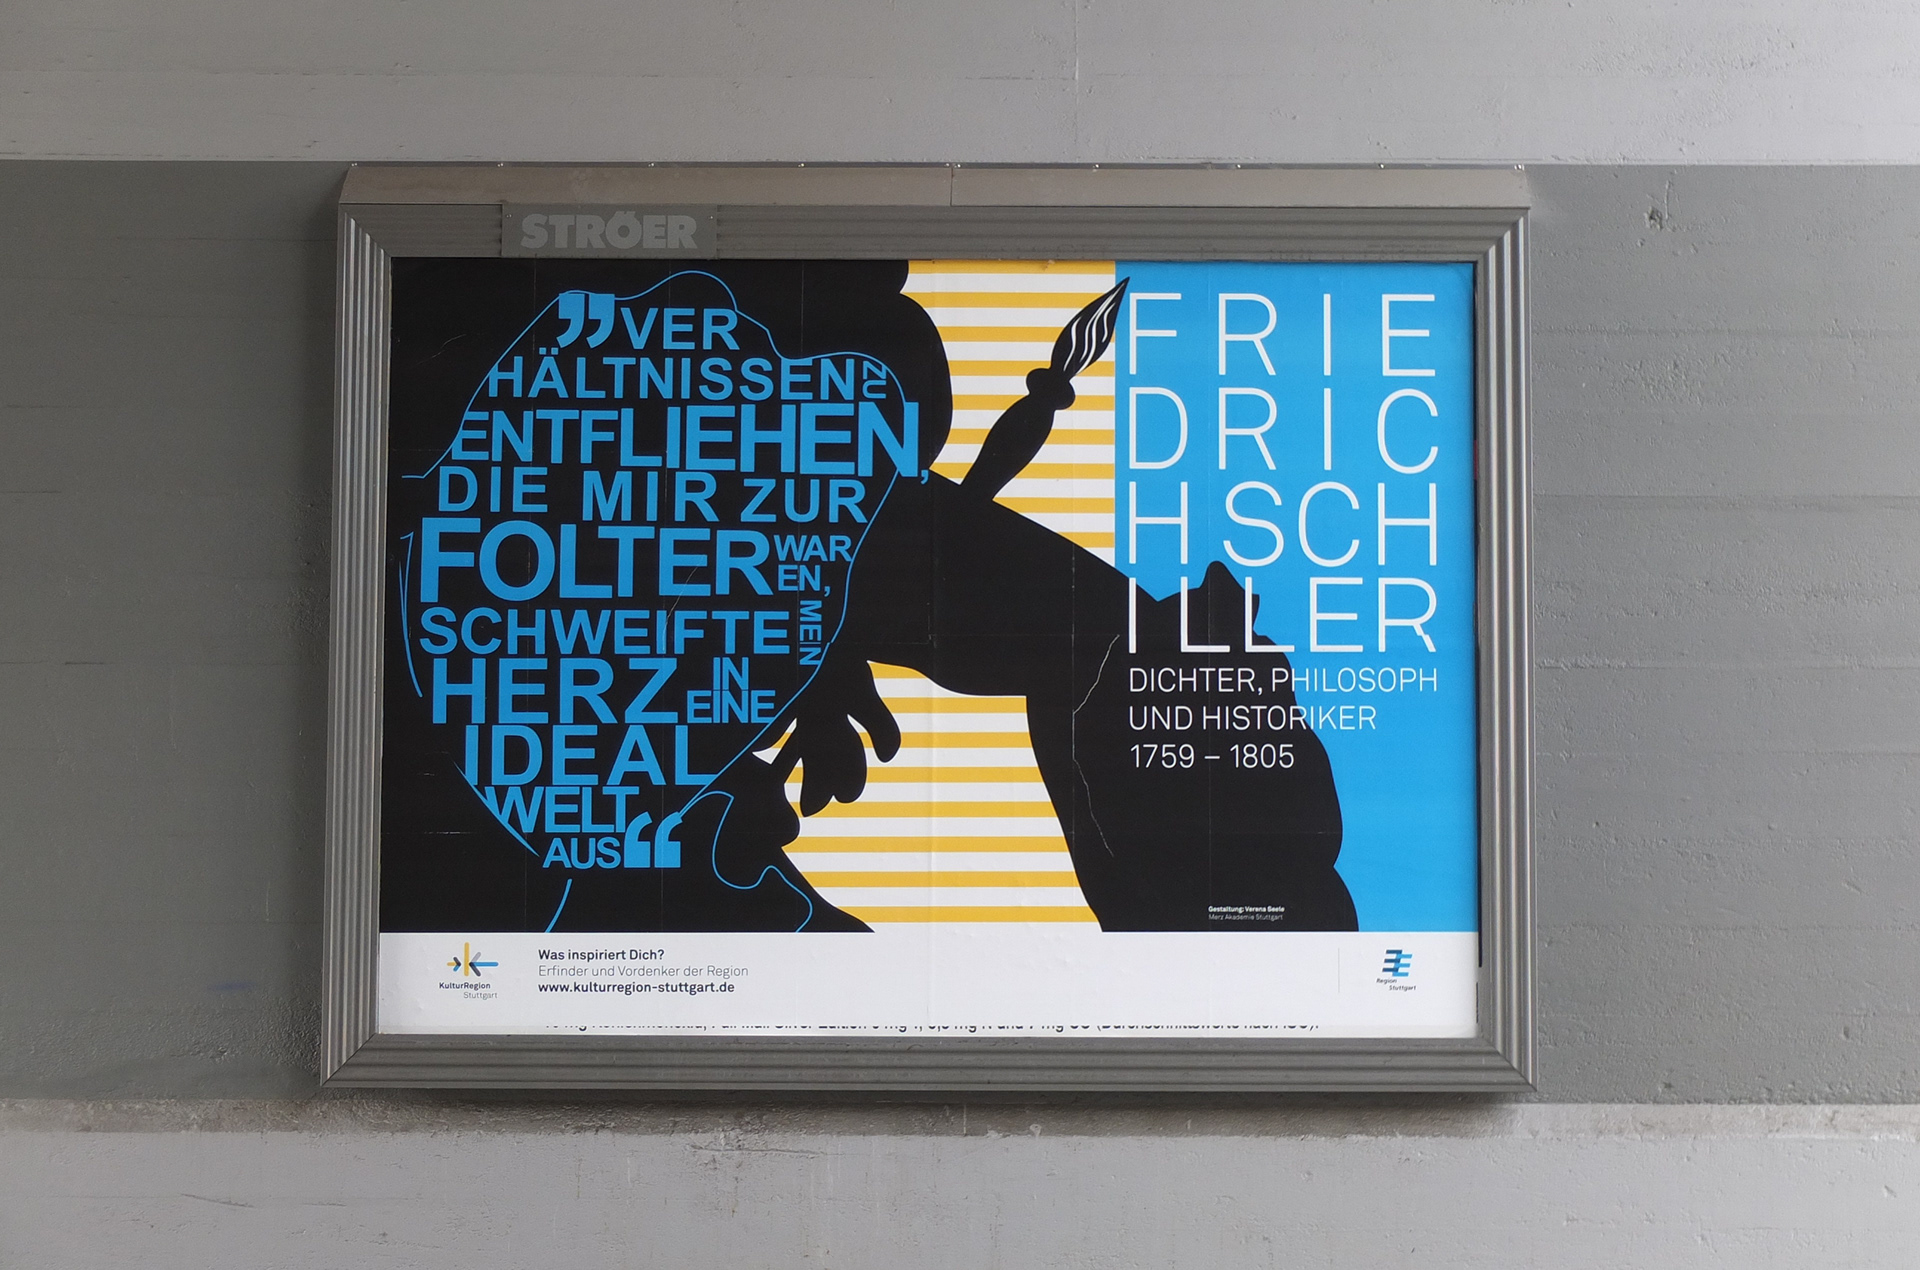 STRÖER
”VER
HÄLTNISSEN ZU
ENTFLIEHEN,
DIE MIR ZUR
FOLTER WAR
EN,
SCHWEIFTE MEIN
HERZ IN
EINE
IDEAL
WELT
AUS“
FRIE
DRIC
HSCH
ILLER
DICHTER, PHILOSOPH
UND HISTORIKER
1759 – 1805
Gestaltung: Verena Seele
Merz Akademie Stuttgart
KulturRegion
Stuttgart
Was inspiriert Dich?
Erfinder und Vordenker der Region
www.kulturregion-stuttgart.de
Region
Stuttgart